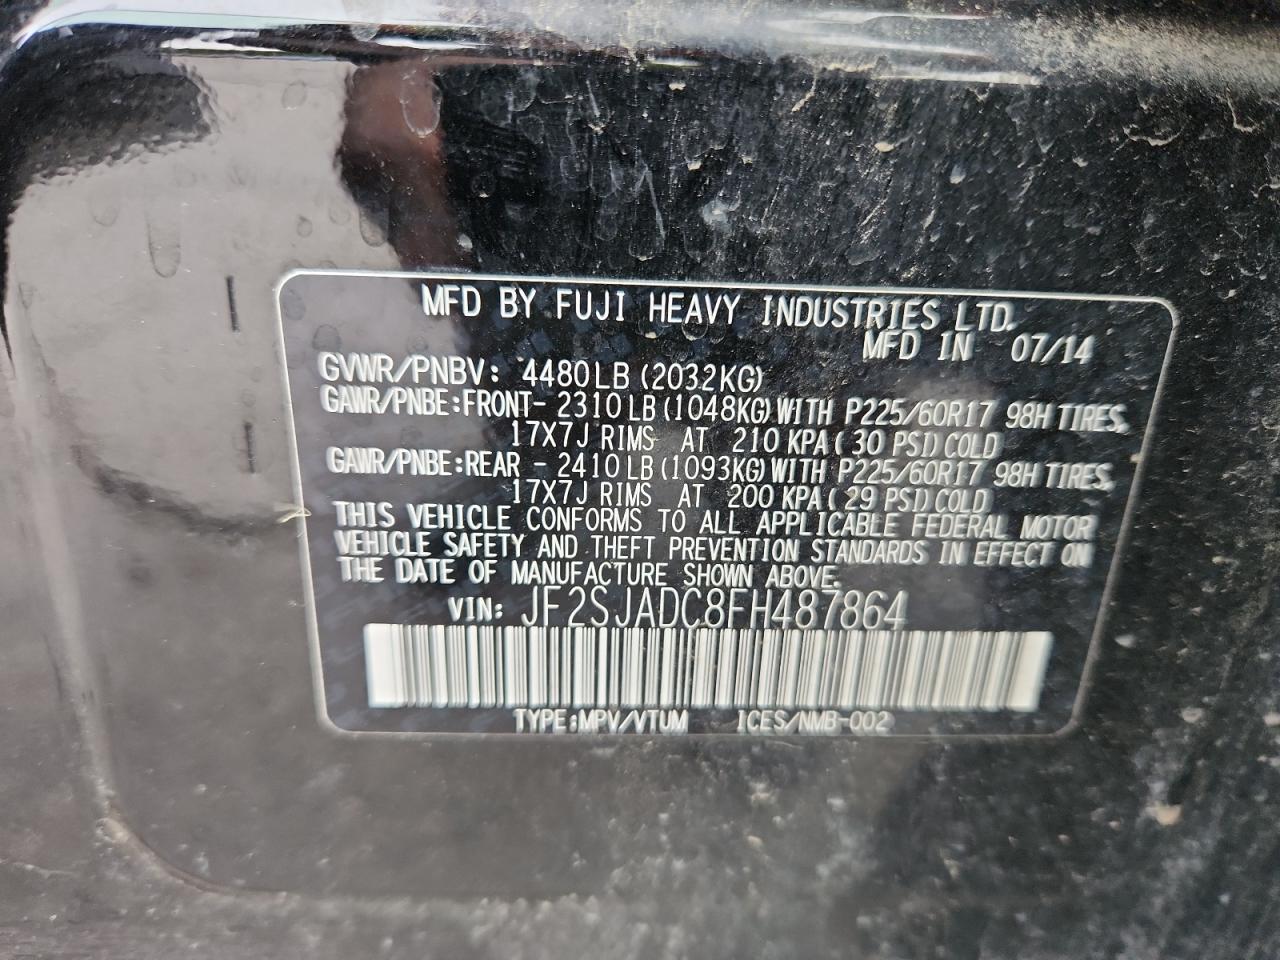 MFD BY FUJI HEAVY INDUSTRIES LTD.
MFD IN 07/14
GVWR/PNBV: 4480LB (2032KG)
GAWR/PNBE:FRONT- 2310 LB (1048KG) WITH P225/60R17 98H TIRES,
17X7J RIMS AT 210 KPA ( 30 PSI) COLD
GAWR/PNBE:REAR - 2410 LB (1093KG) WITH P225/60R17 98H TIRES,
17X7J RIMS AT 200 KPA ( 29 PSI) COLD
THIS VEHICLE CONFORMS TO ALL APPLICABLE FEDERAL MOTOR
VEHICLE SAFETY AND THEFT PREVENTION STANDARDS IN EFFECT ON
THE DATE OF MANUFACTURE SHOWN ABOVE.
VIN: JF2SJADC8FH487864
TYPE:MPV/VTUM ICES/NMB-002